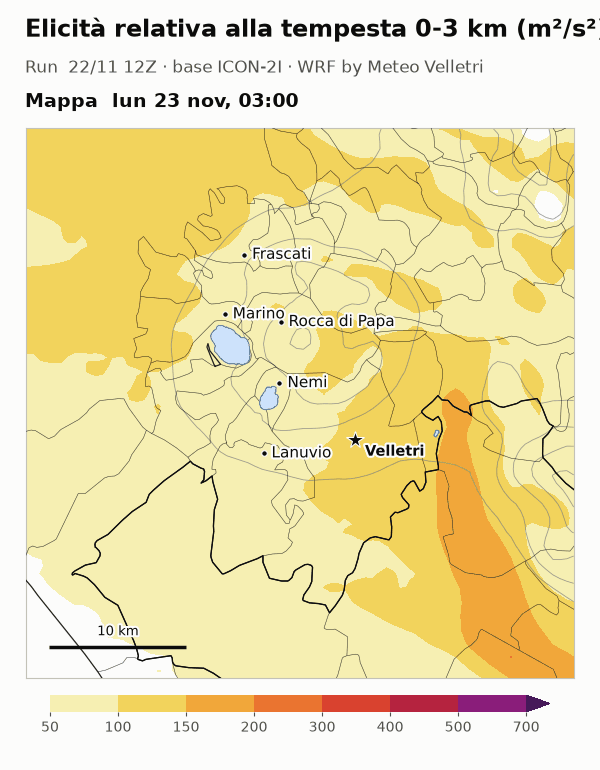 Elicità relativa alla tempesta 0-3 km (m²/s²)
Run 22/11 12Z · base ICON-2I · WRF by Meteo Velletri
Mappa lun 23 nov, 03:00
Frascati
Marino
Rocca di Papa
Nemi
Velletri
Lanuvio
10 km
50 100 150 200 300 400 500 700